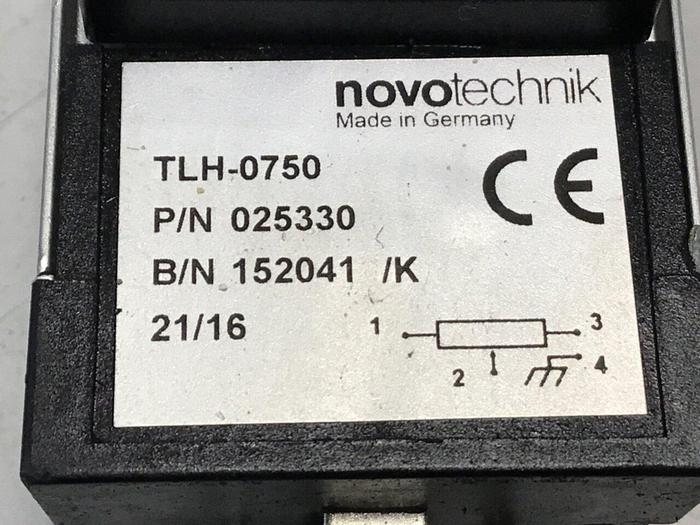 novotechnik
Made in Germany
TLH-0750
CE
P/N 025330
B/N 152041 /K
21/16
1
3
2
4